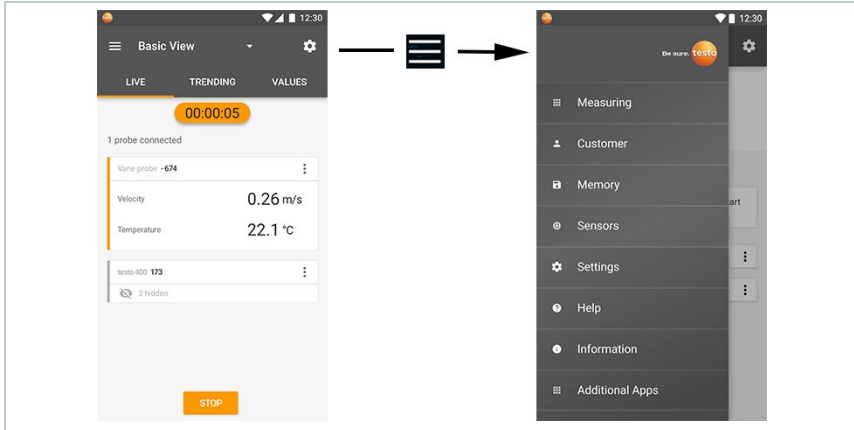 12:30
Basic View
LIVE TRENDING VALUES
00:00:05
1 probe connected
Vane probe -674
Velocity 0.26 m/s
Temperature 22.1 °C
testo 400 173
2 hidden
STOP
12:30
Be sure. testo
Measuring
Customer
Memory
art
Sensors
Settings
Help
Information
Additional Apps